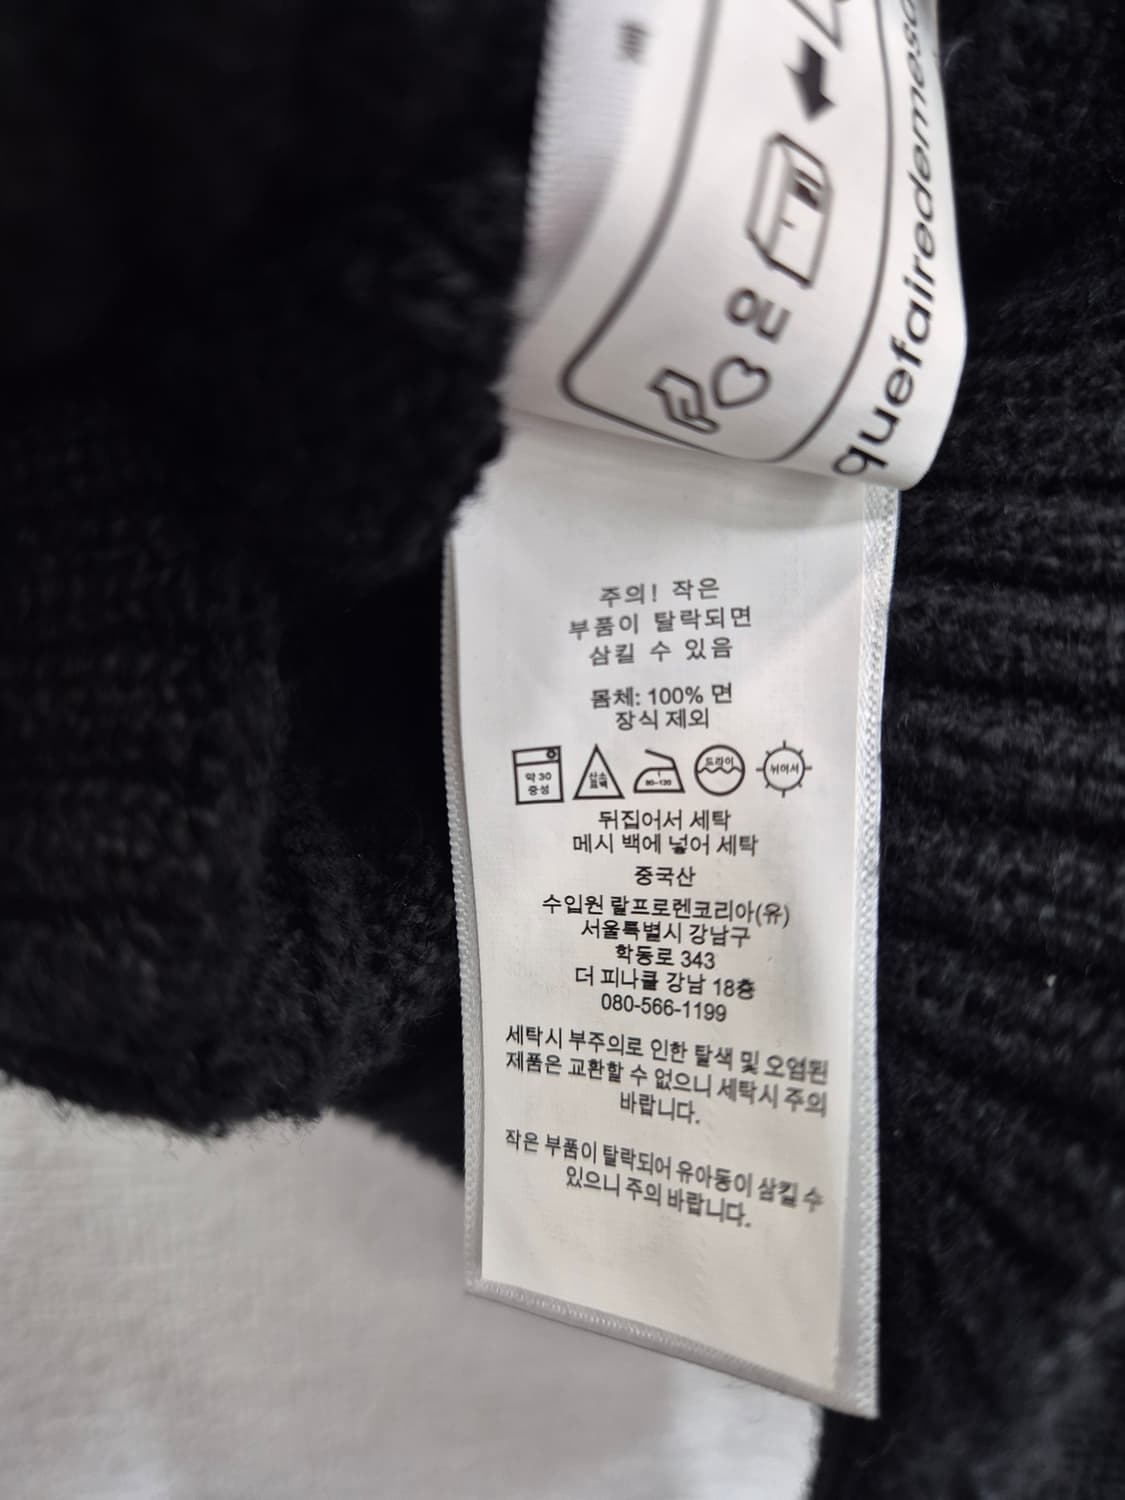 quefairedemes
주의! 작은
부품이 탈락되면
삼킬 수 있음
몸체: 100% 면
장식 제외
약 30
중성
산소
표백
80~120
드라이
뉘어서
뒤집어서 세탁
메시 백에 넣어 세탁
중국산
수입원 랄프로렌코리아(유)
서울특별시 강남구
학동로 343
더 피나클 강남 18층
080-566-1199
세탁시 부주의로 인한 탈색 및 오염된
제품은 교환할 수 없으니 세탁시 주의
바랍니다.
작은 부품이 탈락되어 유아동이 삼킬 수
있으니 주의 바랍니다.